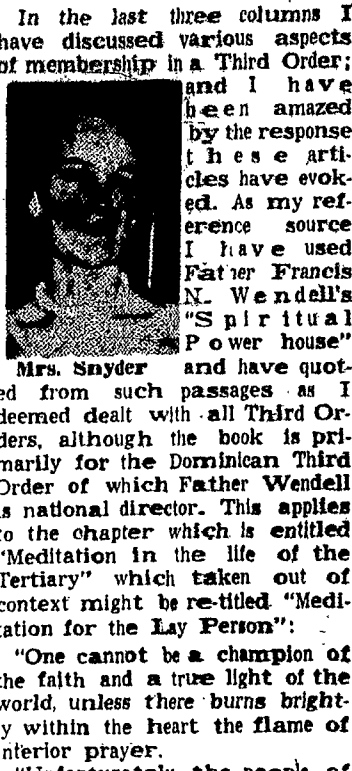 In the last three columns I
have discussed various aspects
of membership in a Third Order;
and I have
been amazed
by the response
these arti-
cles have evok-
ed. As my ref-
erence source
I have used
Father Francis
N. Wendell's
"Spiritual
Power house"
Mrs. Snyder
and have quot-
ed from such passages as I
deemed dealt with all Third Or-
ders, although the book is pri-
marily for the Dominican Third
Order of which Father Wendell
is national director. This applies
to the chapter which is entitled
"Meditation in the life of the
Tertiary" which taken out of
context might be re-titled "Medi-
tation for the Lay Person":
"One cannot be a champion of
the faith and a true light of the
world, unless there burns bright-
ly within the heart the flame of
interior prayer.
"Unfortunately the people of